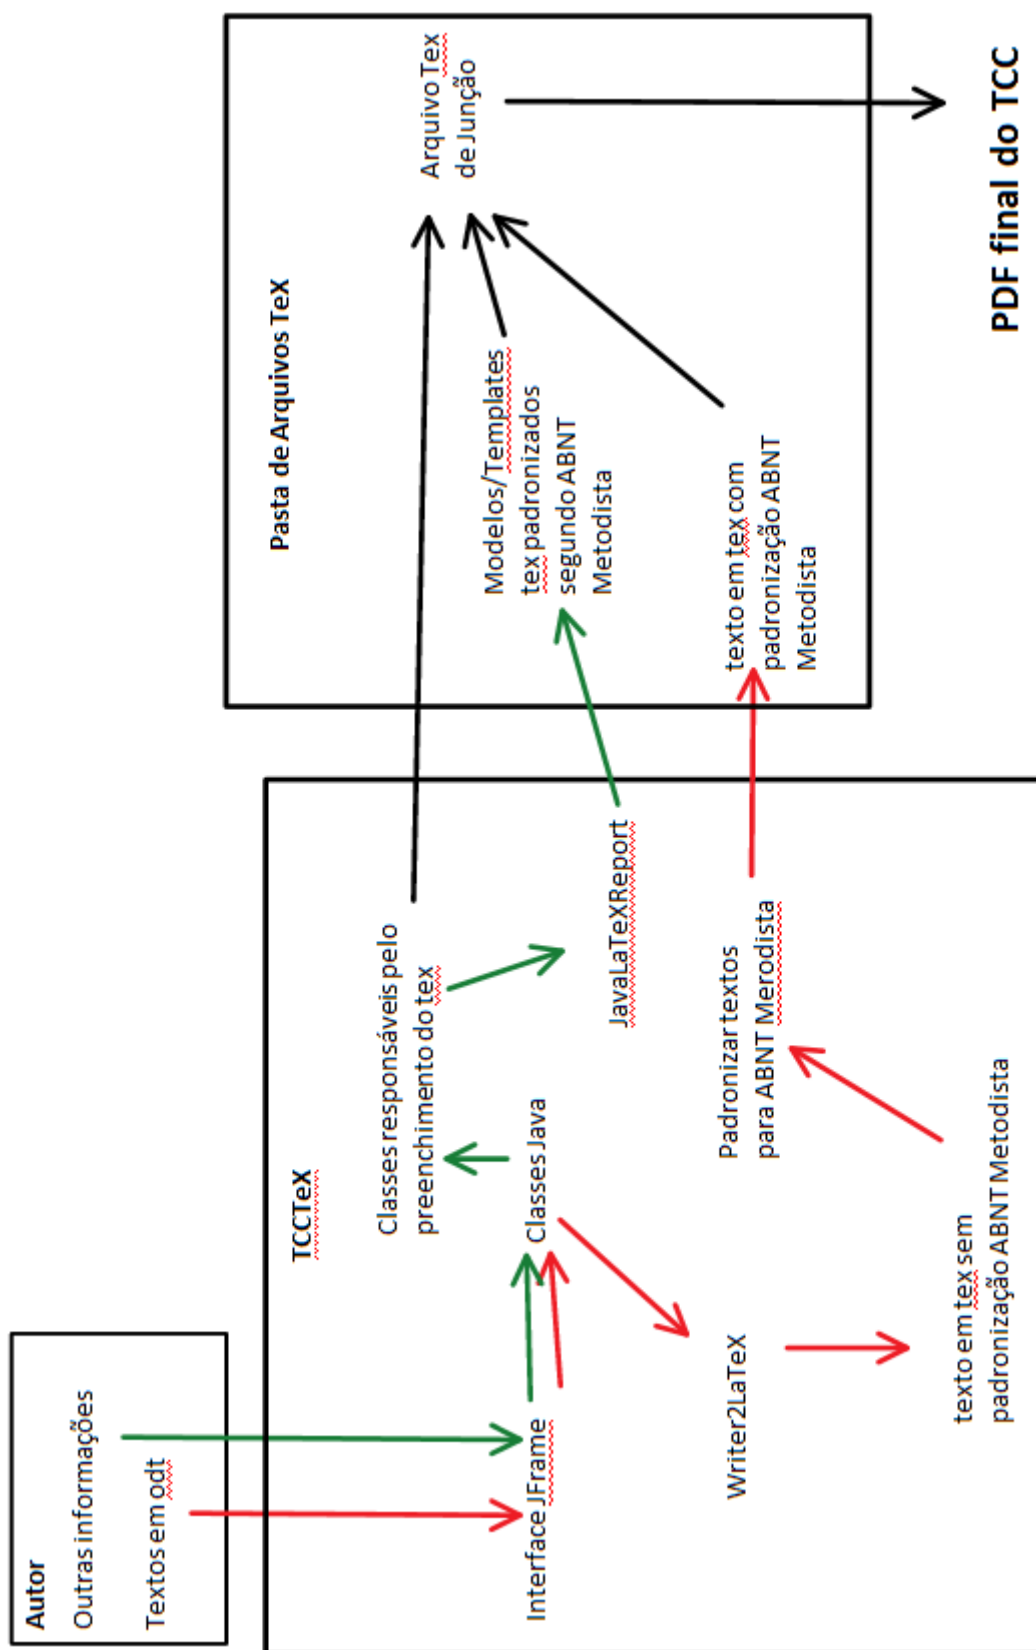 Autor
Outras informações
Textos em odt
TCCTeX
Classes responsáveis pelo
preenchimento do tex
Interface JFrame
Classes Java
JavaLaTeXReport
Writer2LaTeX
Padronizar textos
para ABNT Merodista
texto em tex sem
padronização ABNT Metodista
Pasta de Arquivos TeX
Arquivo Tex
de Junção
Modelos/Templates
tex padronizados
segundo ABNT
Metodista
texto em tex com
padronização ABNT
Metodista
PDF final do TCC